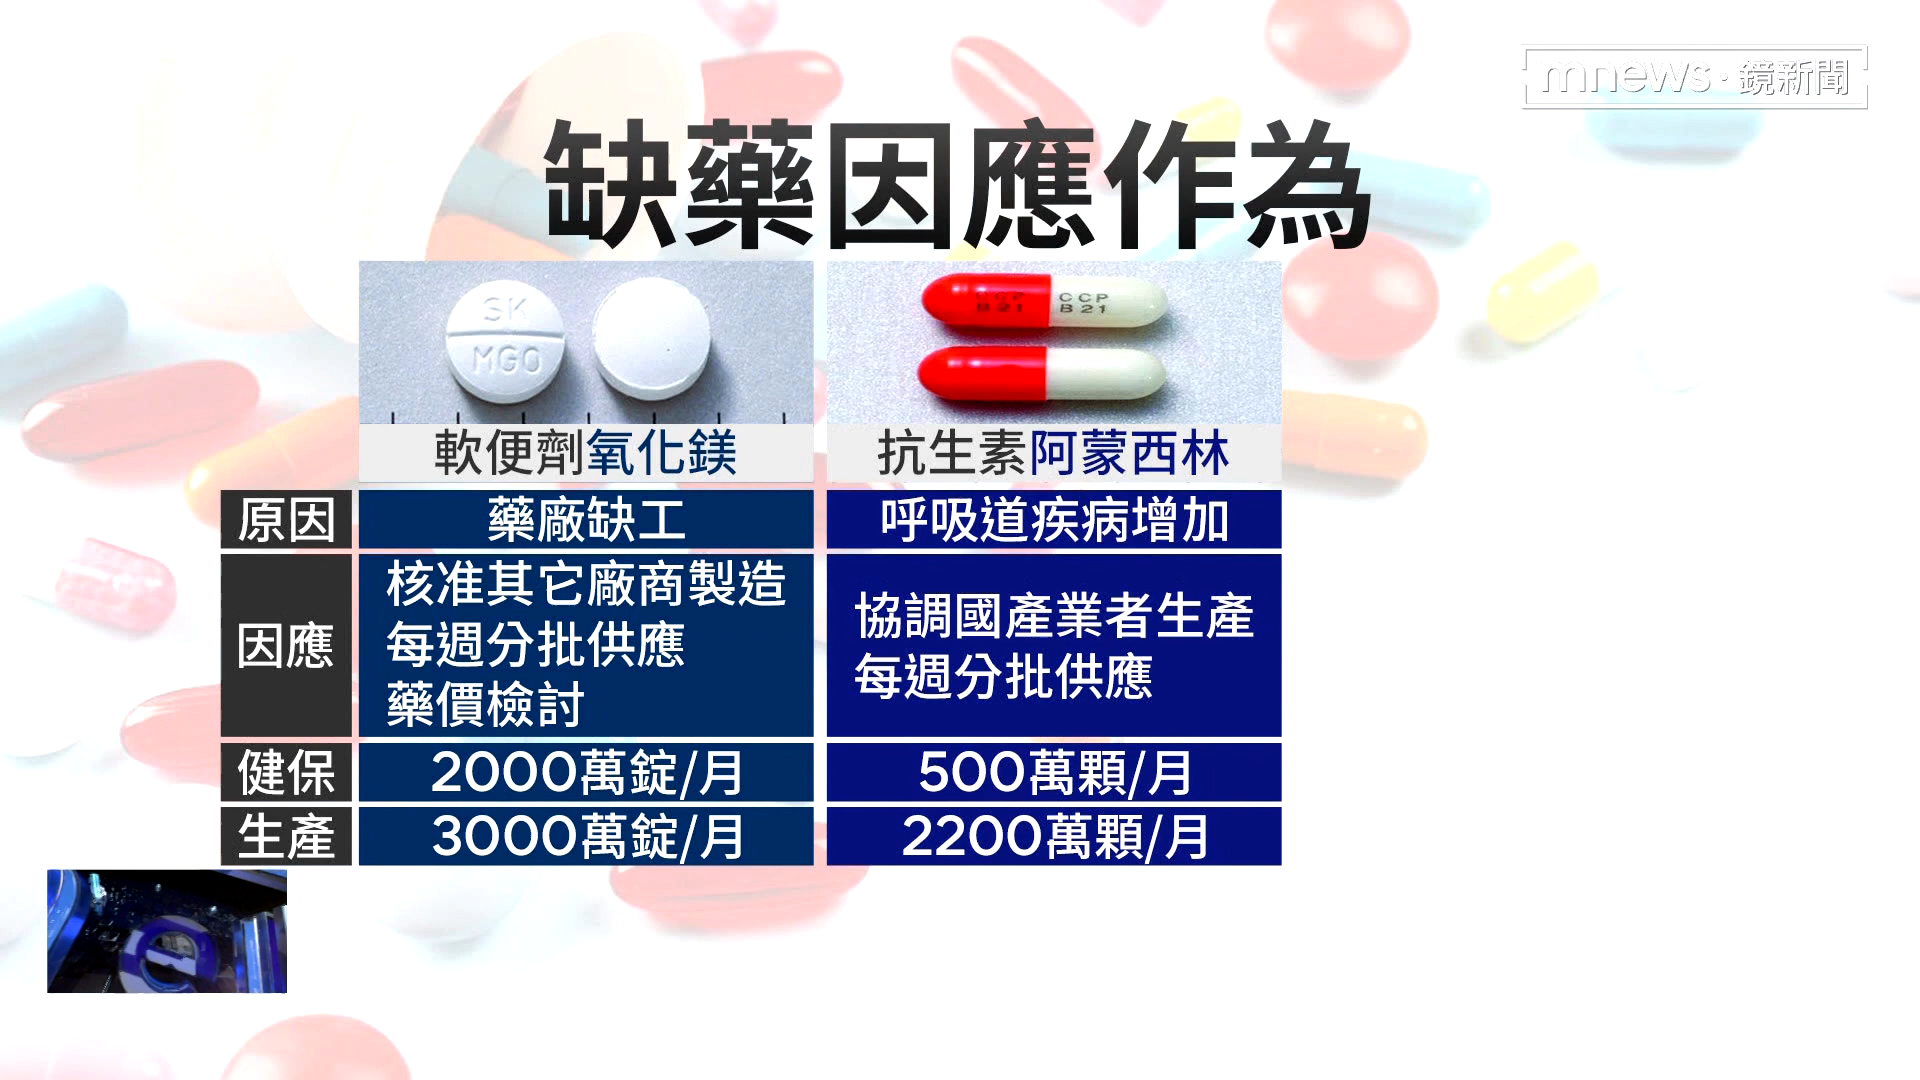 mnews·鏡新聞
缺藥因應作為
SK
MGO
CCP
B21
CCP
B21
軟便劑氧化鎂
抗生素阿蒙西林
原因
藥廠缺工
呼吸道疾病增加
因應
核准其它廠商製造
每週分批供應
藥價檢討
協調國產業者生產
每週分批供應
健保
2000萬錠/月
500萬顆/月
生產
3000萬錠/月
2200萬顆/月